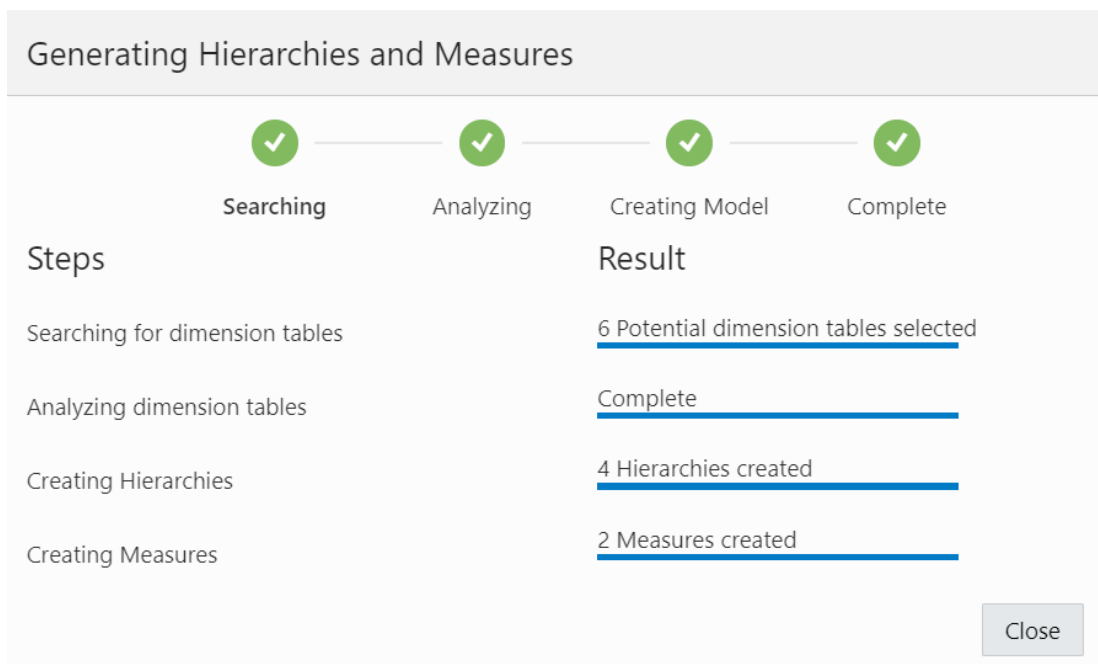 Generating Hierarchies and Measures
Searching Analyzing Creating Model Complete
Steps Result
Searching for dimension tables 6 Potential dimension tables selected
Analyzing dimension tables Complete
Creating Hierarchies 4 Hierarchies created
Creating Measures 2 Measures created
Close